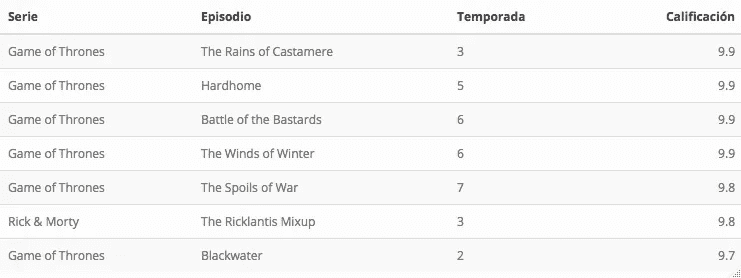 Serie Episodio Temporada Calificación
Game of Thrones The Rains of Castamere 3 9.9
Game of Thrones Hardhome 5 9.9
Game of Thrones Battle of the Bastards 6 9.9
Game of Thrones The Winds of Winter 6 9.9
Game of Thrones The Spoils of War 7 9.8
Rick & Morty The Ricklantis Mixup 3 9.8
Game of Thrones Blackwater 2 9.7